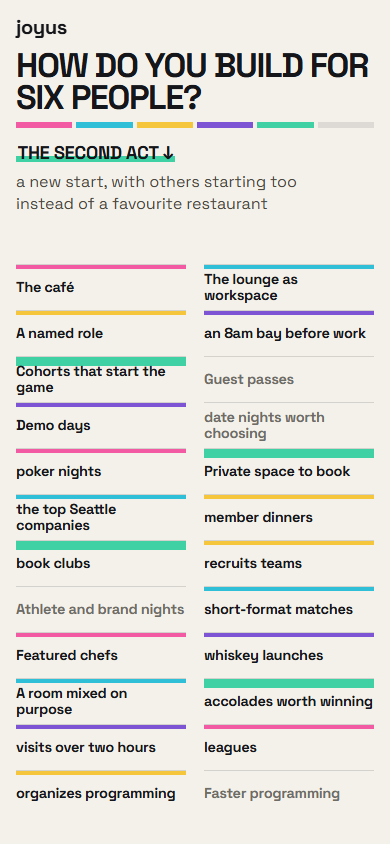 joyus
HOW DO YOU BUILD FOR
SIX PEOPLE?
THE SECOND ACT ↓
a new start, with others starting too
instead of a favourite restaurant
The café
The lounge as
workspace
A named role
an 8am bay before work
Cohorts that start the
game
Guest passes
Demo days
date nights worth
choosing
poker nights
Private space to book
the top Seattle
companies
member dinners
book clubs
recruits teams
Athlete and brand nights
short-format matches
Featured chefs
whiskey launches
A room mixed on
purpose
accolades worth winning
visits over two hours
leagues
organizes programming
Faster programming